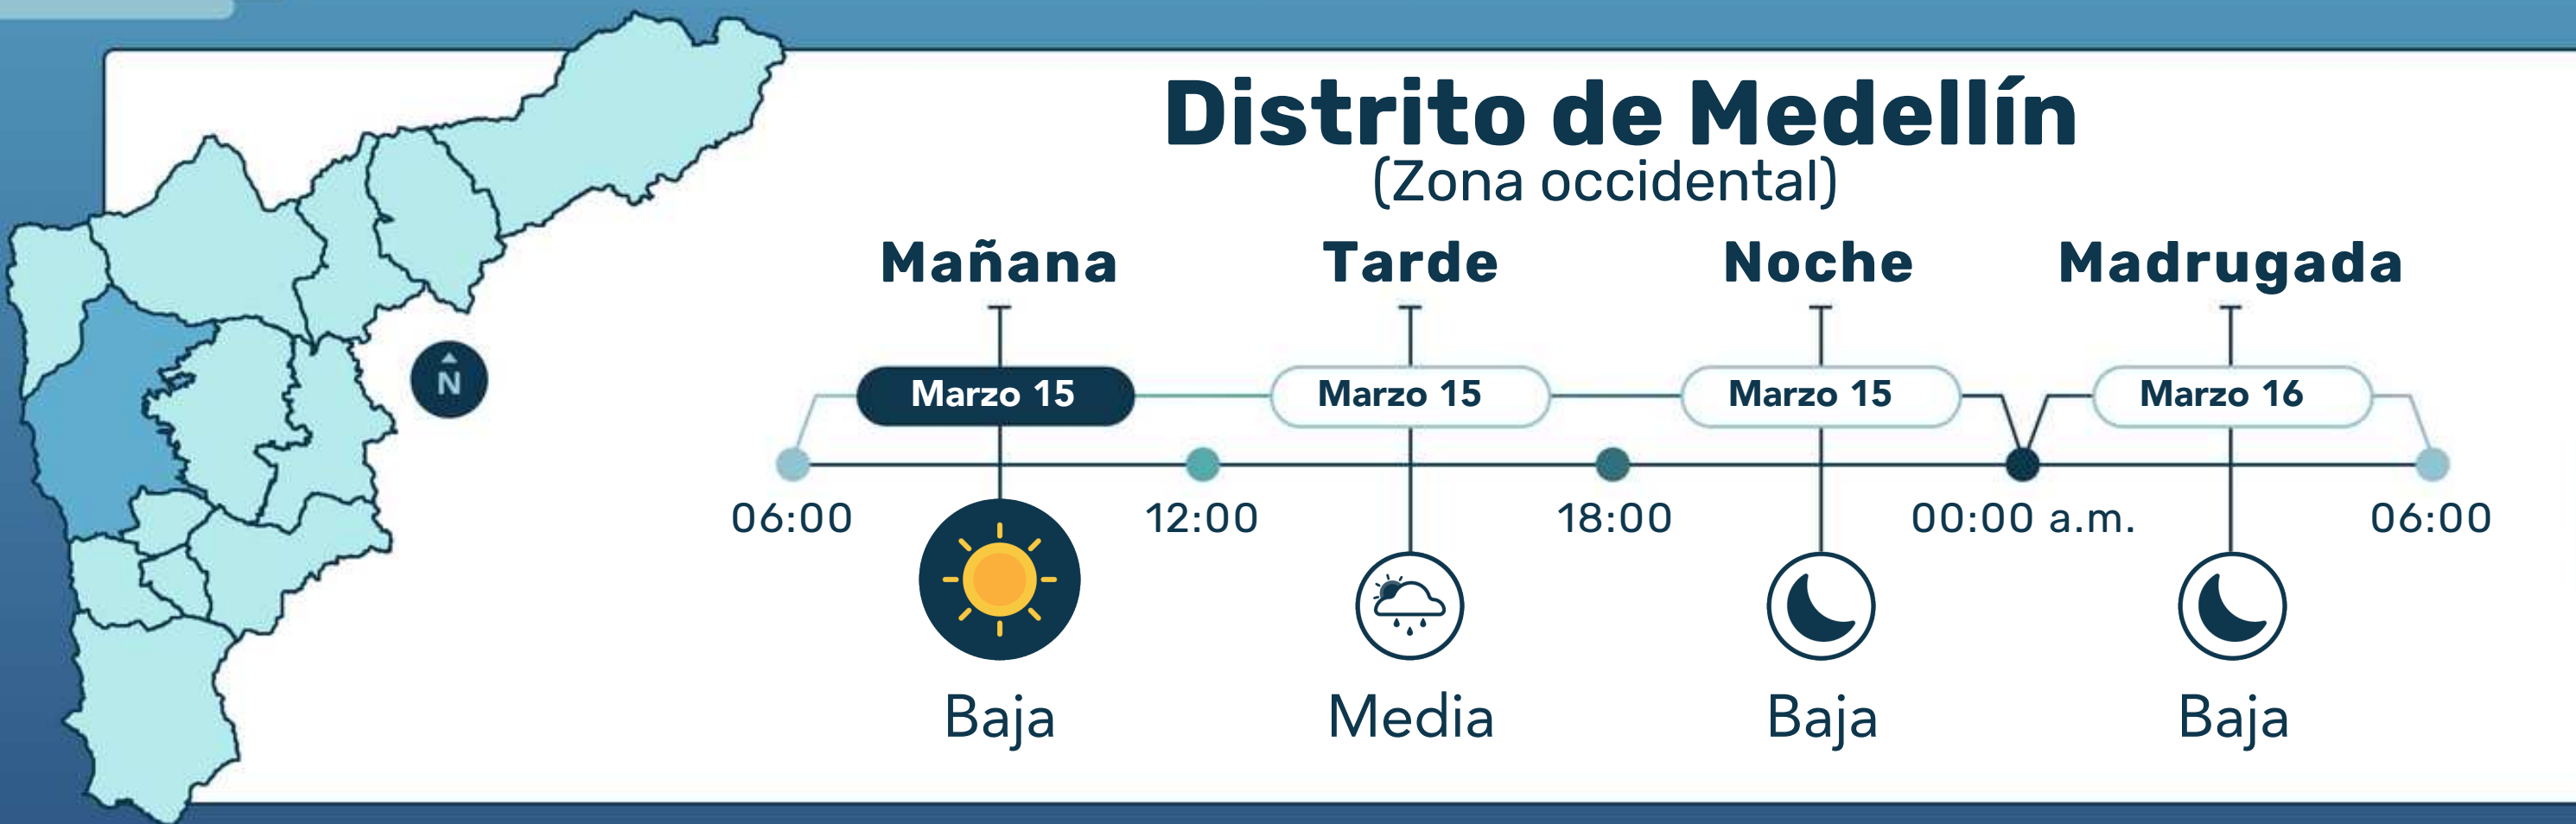 Distrito de Medellín
(Zona occidental)
Mañana Tarde Noche Madrugada
Marzo 15 Marzo 15 Marzo 15 Marzo 16
N
06:00 12:00 18:00 00:00 a.m. 06:00
Baja Media Baja Baja